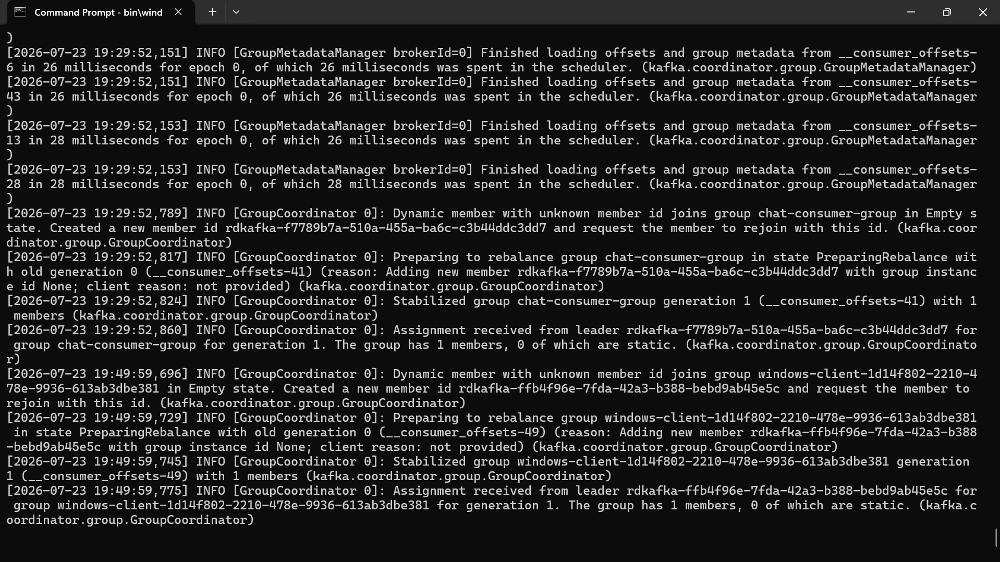 Command Prompt - bin\wind
)
[2026-07-23 19:29:52,151] INFO [GroupMetadataManager brokerId=0] Finished loading offsets and group metadata from __consumer_offsets-
6 in 26 milliseconds for epoch 0, of which 26 milliseconds was spent in the scheduler. (kafka.coordinator.group.GroupMetadataManager)
[2026-07-23 19:29:52,151] INFO [GroupMetadataManager brokerId=0] Finished loading offsets and group metadata from __consumer_offsets-
43 in 26 milliseconds for epoch 0, of which 26 milliseconds was spent in the scheduler. (kafka.coordinator.group.GroupMetadataManager
)
[2026-07-23 19:29:52,153] INFO [GroupMetadataManager brokerId=0] Finished loading offsets and group metadata from __consumer_offsets-
13 in 28 milliseconds for epoch 0, of which 26 milliseconds was spent in the scheduler. (kafka.coordinator.group.GroupMetadataManager
)
[2026-07-23 19:29:52,153] INFO [GroupMetadataManager brokerId=0] Finished loading offsets and group metadata from __consumer_offsets-
28 in 28 milliseconds for epoch 0, of which 28 milliseconds was spent in the scheduler. (kafka.coordinator.group.GroupMetadataManager
)
[2026-07-23 19:29:52,789] INFO [GroupCoordinator 0]: Dynamic member with unknown member id joins group chat-consumer-group in Empty s
tate. Created a new member id rdkafka-f7789b7a-510a-455a-ba6c-c3b44ddc3dd7 and request the member to rejoin with this id. (kafka.coor
dinator.group.GroupCoordinator)
[2026-07-23 19:29:52,817] INFO [GroupCoordinator 0]: Preparing to rebalance group chat-consumer-group in state PreparingRebalance wit
h old generation 0 (__consumer_offsets-41) (reason: Adding new member rdkafka-f7789b7a-510a-455a-ba6c-c3b44ddc3dd7 with group instanc
e id None; client reason: not provided) (kafka.coordinator.group.GroupCoordinator)
[2026-07-23 19:29:52,824] INFO [GroupCoordinator 0]: Stabilized group chat-consumer-group generation 1 (__consumer_offsets-41) with 1
 members (kafka.coordinator.group.GroupCoordinator)
[2026-07-23 19:29:52,860] INFO [GroupCoordinator 0]: Assignment received from leader rdkafka-f7789b7a-510a-455a-ba6c-c3b44ddc3dd7 for
 group chat-consumer-group for generation 1. The group has 1 members, 0 of which are static. (kafka.coordinator.group.GroupCoordinato
r)
[2026-07-23 19:49:59,696] INFO [GroupCoordinator 0]: Dynamic member with unknown member id joins group windows-client-1d14f802-2210-4
78e-9936-613ab3dbe381 in Empty state. Created a new member id rdkafka-ffb4f96e-7fda-42a3-b388-bebd9ab45e5c and request the member to
rejoin with this id. (kafka.coordinator.group.GroupCoordinator)
[2026-07-23 19:49:59,729] INFO [GroupCoordinator 0]: Preparing to rebalance group windows-client-1d14f802-2210-478e-9936-613ab3dbe381
 in state PreparingRebalance with old generation 0 (__consumer_offsets-49) (reason: Adding new member rdkafka-ffb4f96e-7fda-42a3-b388
-bebd9ab45e5c with group instance id None; client reason: not provided) (kafka.coordinator.group.GroupCoordinator)
[2026-07-23 19:49:59,745] INFO [GroupCoordinator 0]: Stabilized group windows-client-1d14f802-2210-478e-9936-613ab3dbe381 generation
1 (__consumer_offsets-49) with 1 members (kafka.coordinator.group.GroupCoordinator)
[2026-07-23 19:49:59,775] INFO [GroupCoordinator 0]: Assignment received from leader rdkafka-ffb4f96e-7fda-42a3-b388-bebd9ab45e5c for
 group windows-client-1d14f802-2210-478e-9936-613ab3dbe381 for generation 1. The group has 1 members, 0 of which are static. (kafka.c
oordinator.group.GroupCoordinator)